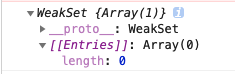 ▼WeakSet {Array(1)} i
▶__proto__: WeakSet
▼[[Entries]]: Array(0)
length: 0